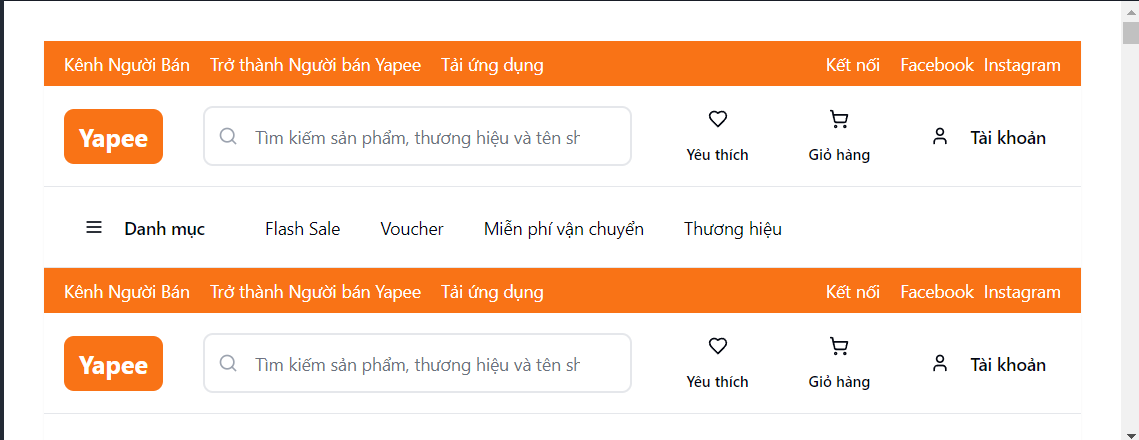 Kênh Người Bán Trở thành Người bán Yapee Tải ứng dụng Kết nối Facebook Instagram
Yapee Tìm kiếm sản phẩm, thương hiệu và tên sh Yêu thích Giỏ hàng Tài khoản
Danh mục Flash Sale Voucher Miễn phí vận chuyển Thương hiệu
Kênh Người Bán Trở thành Người bán Yapee Tải ứng dụng Kết nối Facebook Instagram
Yapee Tìm kiếm sản phẩm, thương hiệu và tên sh Yêu thích Giỏ hàng Tài khoản